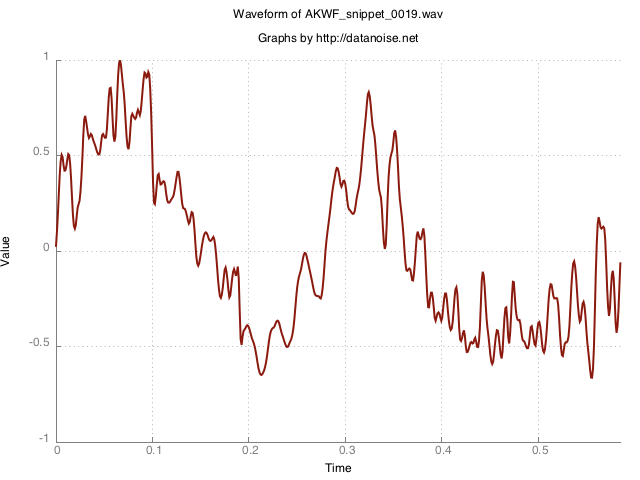 Waveform of AKWF_snippet_0019.wav
Graphs by http://datanoise.net
1
0.5
0
-0.5
-1
Value
0 0.1 0.2 0.3 0.4 0.5
Time